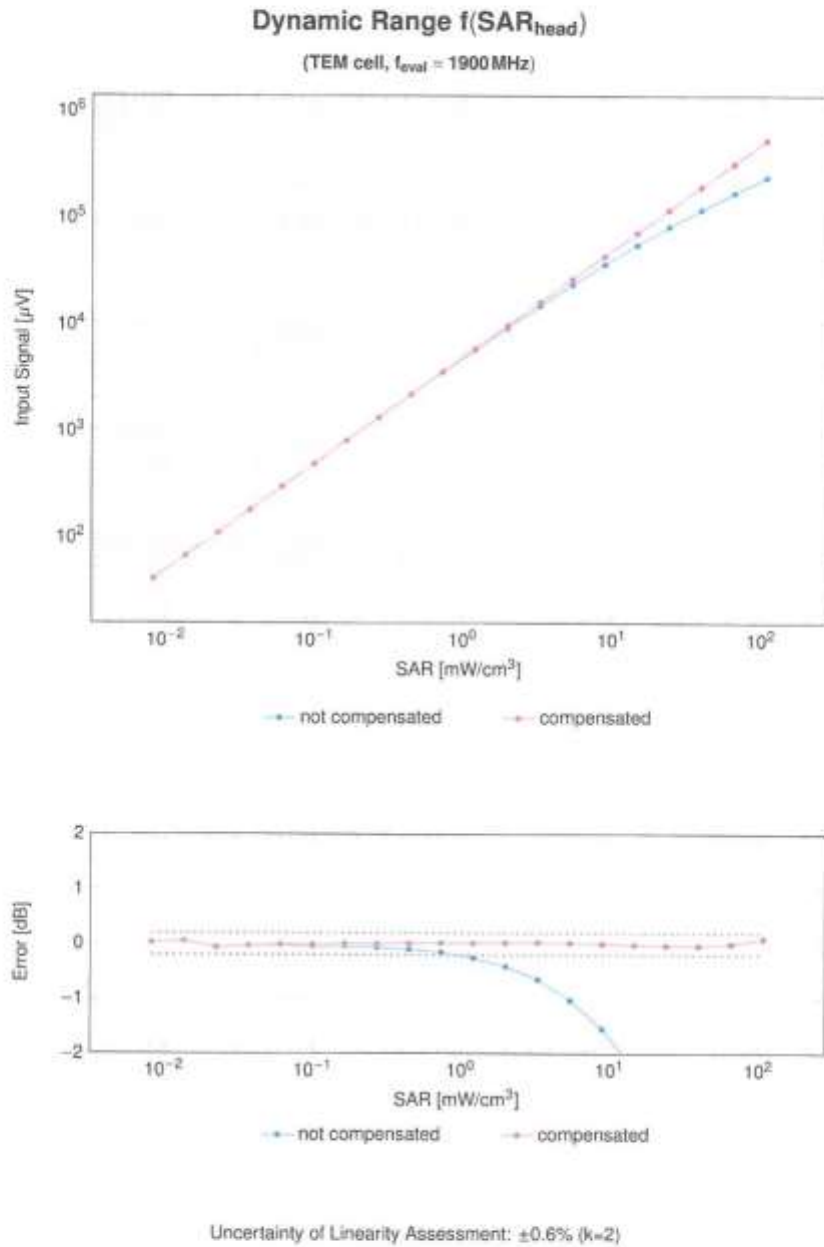 Dynamic Range f(SARhead)
(TEM cell, feval = 1900 MHz)
10⁶
10⁵
10⁴
10³
10²
Input Signal [µV]
10⁻² 10⁻¹ 10⁰ 10¹ 10²
SAR [mW/cm³]
not compensated compensated
2
1
0
−1
−2
Error [dB]
10⁻² 10⁻¹ 10⁰ 10¹ 10²
SAR [mW/cm³]
not compensated compensated
Uncertainty of Linearity Assessment: ±0.6% (k=2)